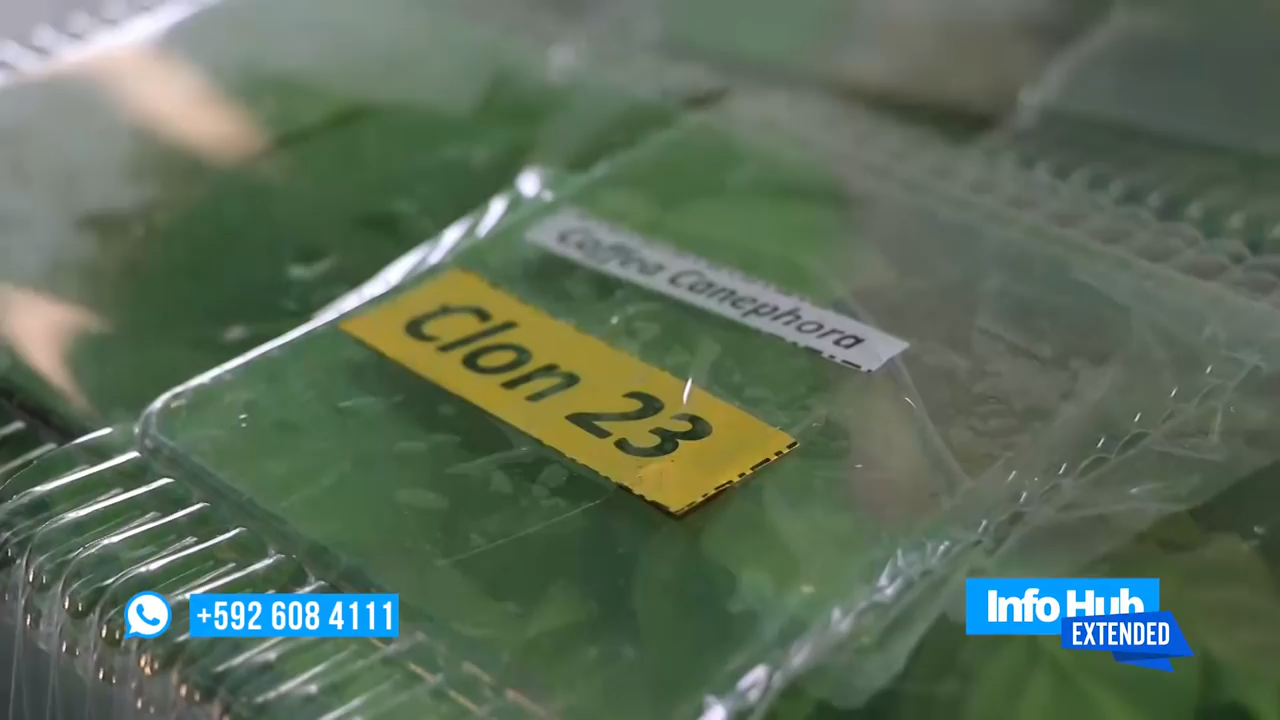 Coffea Canephora
Clon 23
+592 608 4111
Info Hub
EXTENDED